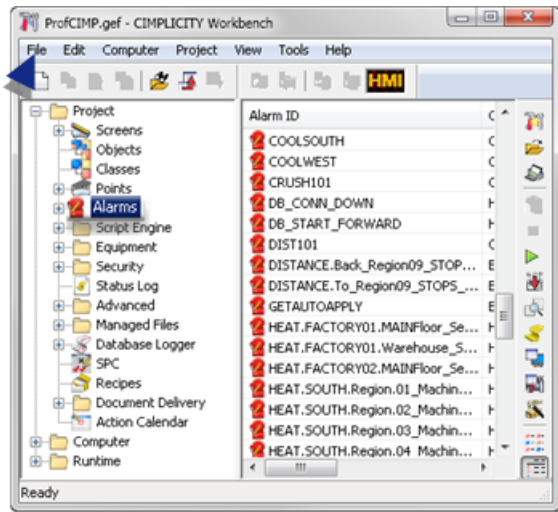 ProfCIMP.gef - CIMPLICITY Workbench
File Edit Computer Project View Tools Help
HMI
Project
Screens
Objects
Classes
Points
Alarms
Script Engine
Equipment
Security
Status Log
Advanced
Managed Files
Database Logger
SPC
Recipes
Document Delivery
Action Calendar
Computer
Runtime
Alarm ID C
COOLSOUTH C
COOLWEST C
CRUSH101 C
DB_CONN_DOWN H
DB_START_FORWARD H
DIST101 C
DISTANCE.Back_Region09_STOP... E
DISTANCE.To_Region09_STOPS_... E
GETAUTOAPPLY E
HEAT.FACTORY01.MAINFloor_Se... H
HEAT.FACTORY01.Warehouse_S... H
HEAT.FACTORY02.MAINFloor_Se... H
HEAT.SOUTH.Region.01_Machin... H
HEAT.SOUTH.Region.02_Machin... H
HEAT.SOUTH.Region.03_Machin... H
HEAT.SOUTH.Region.04_Machin... H
Ready